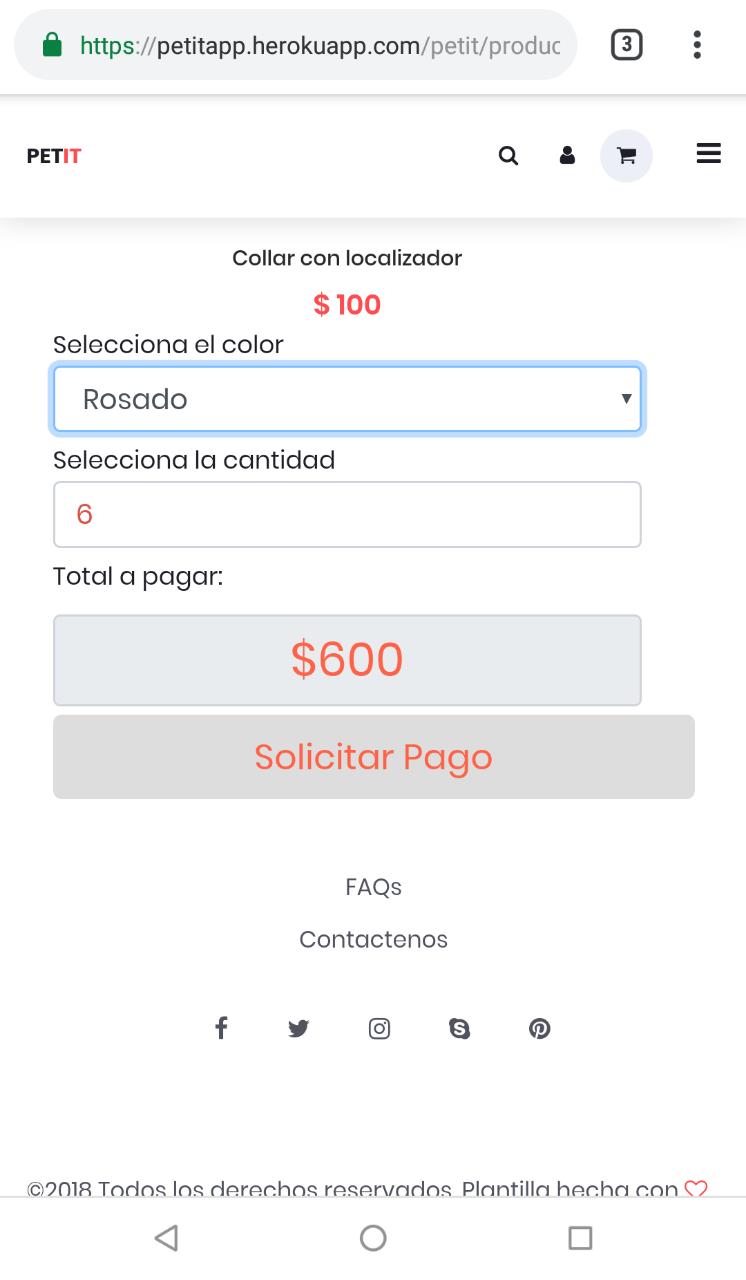 https://petitapp.herokuapp.com/petit/produc
3
PETIT
Collar con localizador
$ 100
Selecciona el color
Rosado
Selecciona la cantidad
6
Total a pagar:
$600
Solicitar Pago
FAQs
Contactenos
©2018 Todos los derechos reservados. Plantilla hecha con